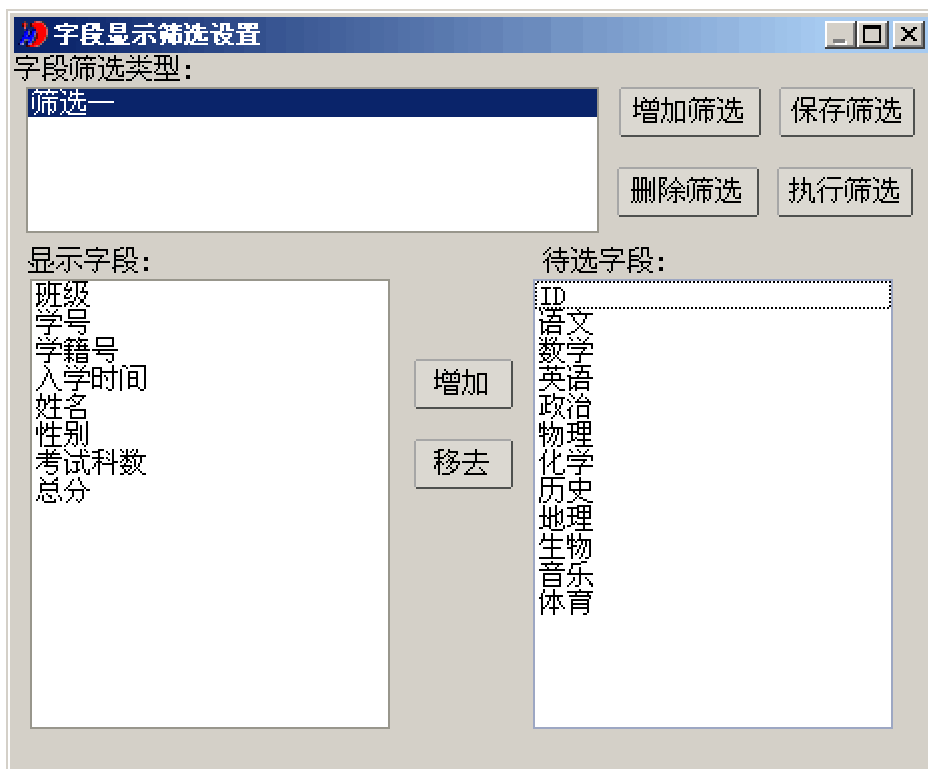 字段显示筛选设置
字段筛选类型:
筛选一
增加筛选
保存筛选
删除筛选
执行筛选
显示字段:
班级
学号
学籍号
入学时间
姓名
性别
考试科数
总分
增加
移去
待选字段:
ID
语文
数学
英语
政治
物理
化学
历史
地理
生物
音乐
体育